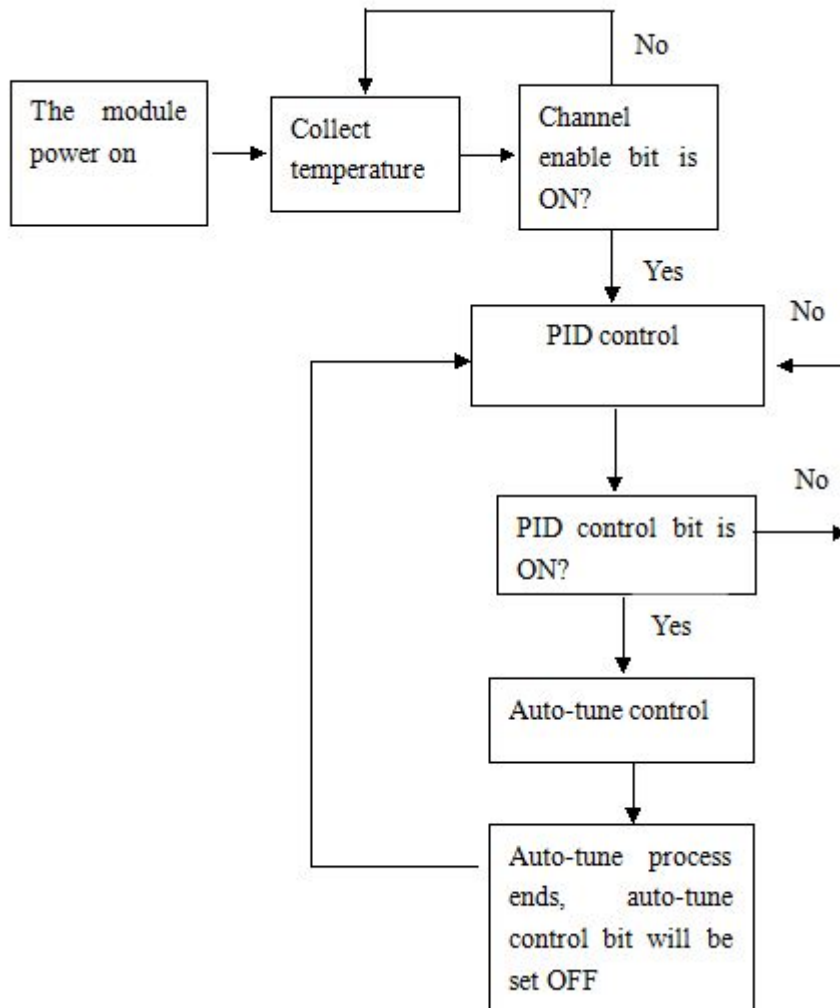 No
The module
power on
Collect
temperature
Channel
enable bit is
ON?
Yes
No
PID control
No
PID control bit is
ON?
Yes
Auto-tune control
Auto-tune process
ends, auto-tune
control bit will be
set OFF